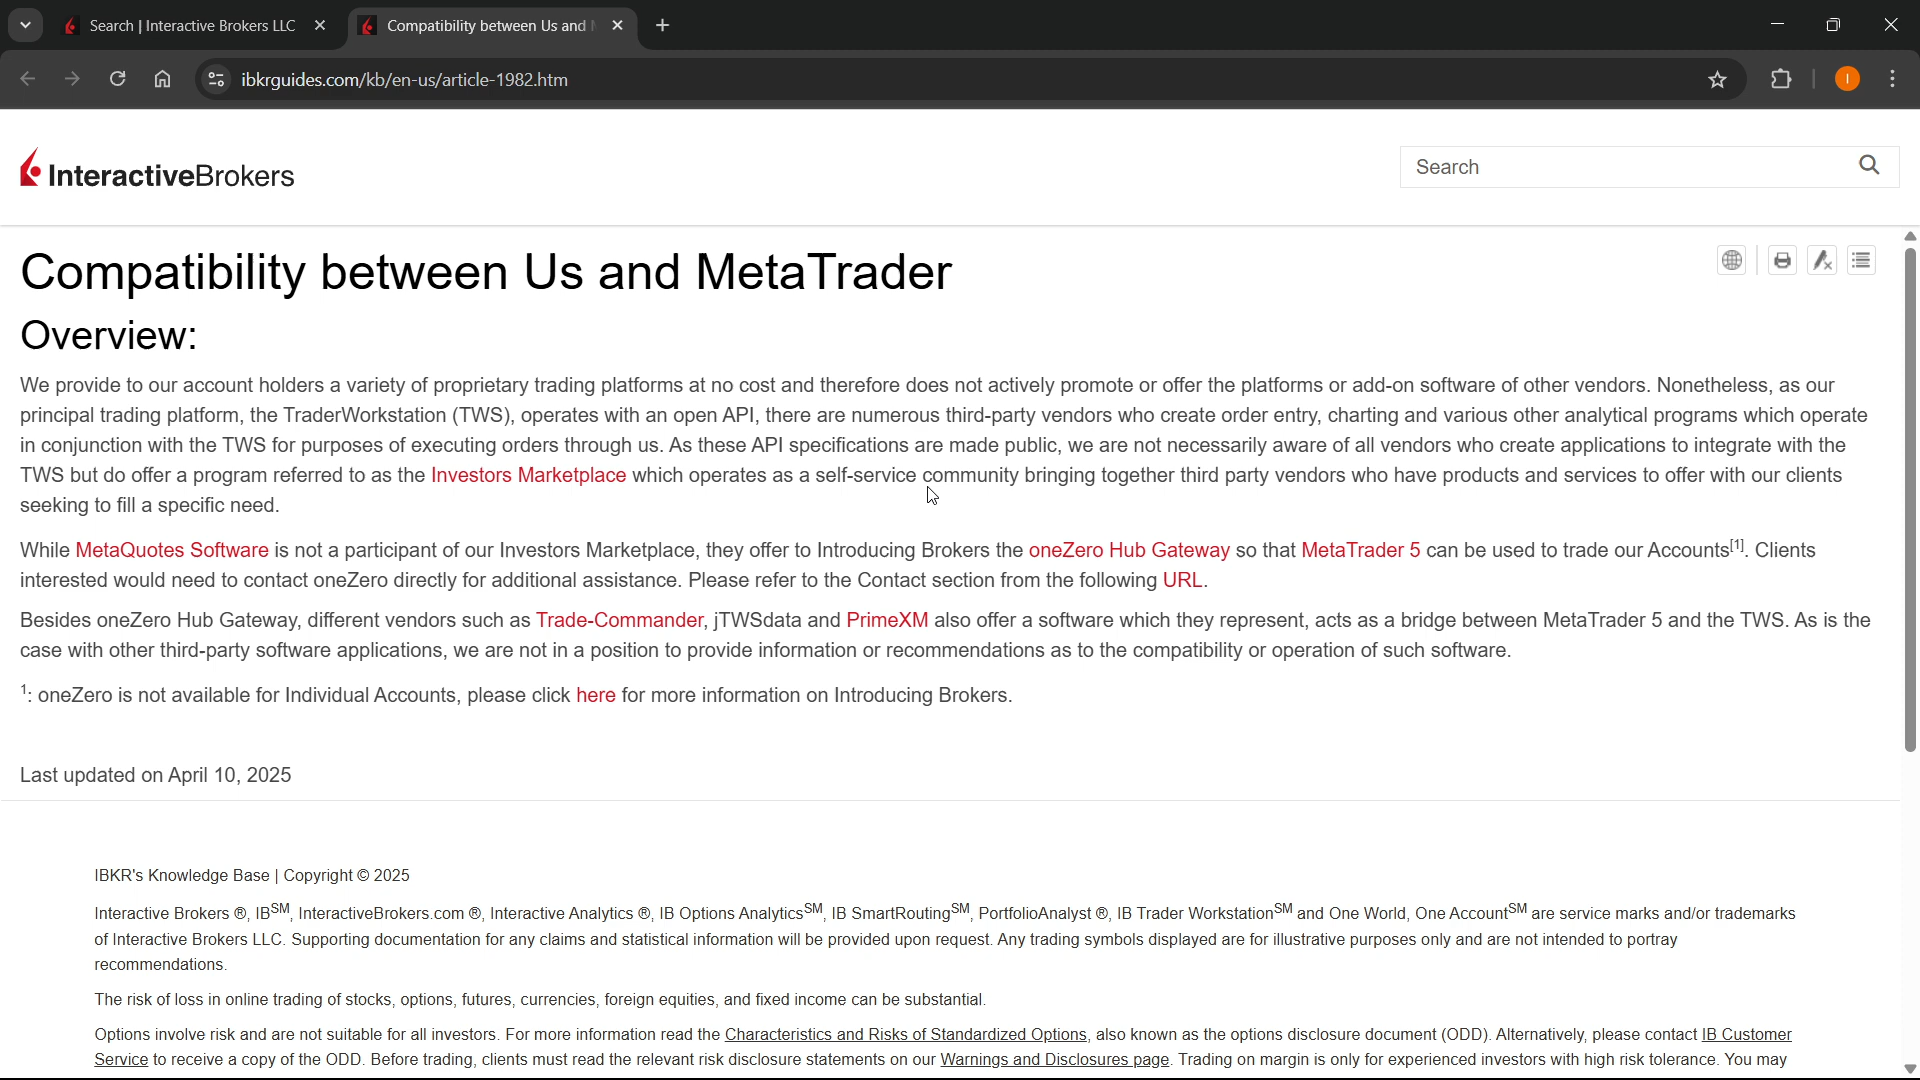 Search | Interactive Brokers LLC
Compatibility between Us and
ibkrguides.com/kb/en-us/article-1982.htm
I
InteractiveBrokers
Search
Compatibility between Us and MetaTrader
Overview:
We provide to our account holders a variety of proprietary trading platforms at no cost and therefore does not actively promote or offer the platforms or add-on software of other vendors. Nonetheless, as our
principal trading platform, the TraderWorkstation (TWS), operates with an open API, there are numerous third-party vendors who create order entry, charting and various other analytical programs which operate
in conjunction with the TWS for purposes of executing orders through us. As these API specifications are made public, we are not necessarily aware of all vendors who create applications to integrate with the
TWS but do offer a program referred to as the Investors Marketplace which operates as a self-service community bringing together third party vendors who have products and services to offer with our clients
seeking to fill a specific need.
While MetaQuotes Software is not a participant of our Investors Marketplace, they offer to Introducing Brokers the oneZero Hub Gateway so that MetaTrader 5 can be used to trade our Accounts[1]. Clients
interested would need to contact oneZero directly for additional assistance. Please refer to the Contact section from the following URL.
Besides oneZero Hub Gateway, different vendors such as Trade-Commander, jTWSdata and PrimeXM also offer a software which they represent, acts as a bridge between MetaTrader 5 and the TWS. As is the
case with other third-party software applications, we are not in a position to provide information or recommendations as to the compatibility or operation of such software.
1: oneZero is not available for Individual Accounts, please click here for more information on Introducing Brokers.
Last updated on April 10, 2025
IBKR's Knowledge Base | Copyright © 2025
Interactive Brokers ®, IBSM, InteractiveBrokers.com ®, Interactive Analytics ®, IB Options AnalyticsSM, IB SmartRoutingSM, PortfolioAnalyst ®, IB Trader WorkstationSM and One World, One AccountSM are service marks and/or trademarks
of Interactive Brokers LLC. Supporting documentation for any claims and statistical information will be provided upon request. Any trading symbols displayed are for illustrative purposes only and are not intended to portray
recommendations.
The risk of loss in online trading of stocks, options, futures, currencies, foreign equities, and fixed income can be substantial.
Options involve risk and are not suitable for all investors. For more information read the Characteristics and Risks of Standardized Options, also known as the options disclosure document (ODD). Alternatively, please contact IB Customer
Service to receive a copy of the ODD. Before trading, clients must read the relevant risk disclosure statements on our Warnings and Disclosures page. Trading on margin is only for experienced investors with high risk tolerance. You may